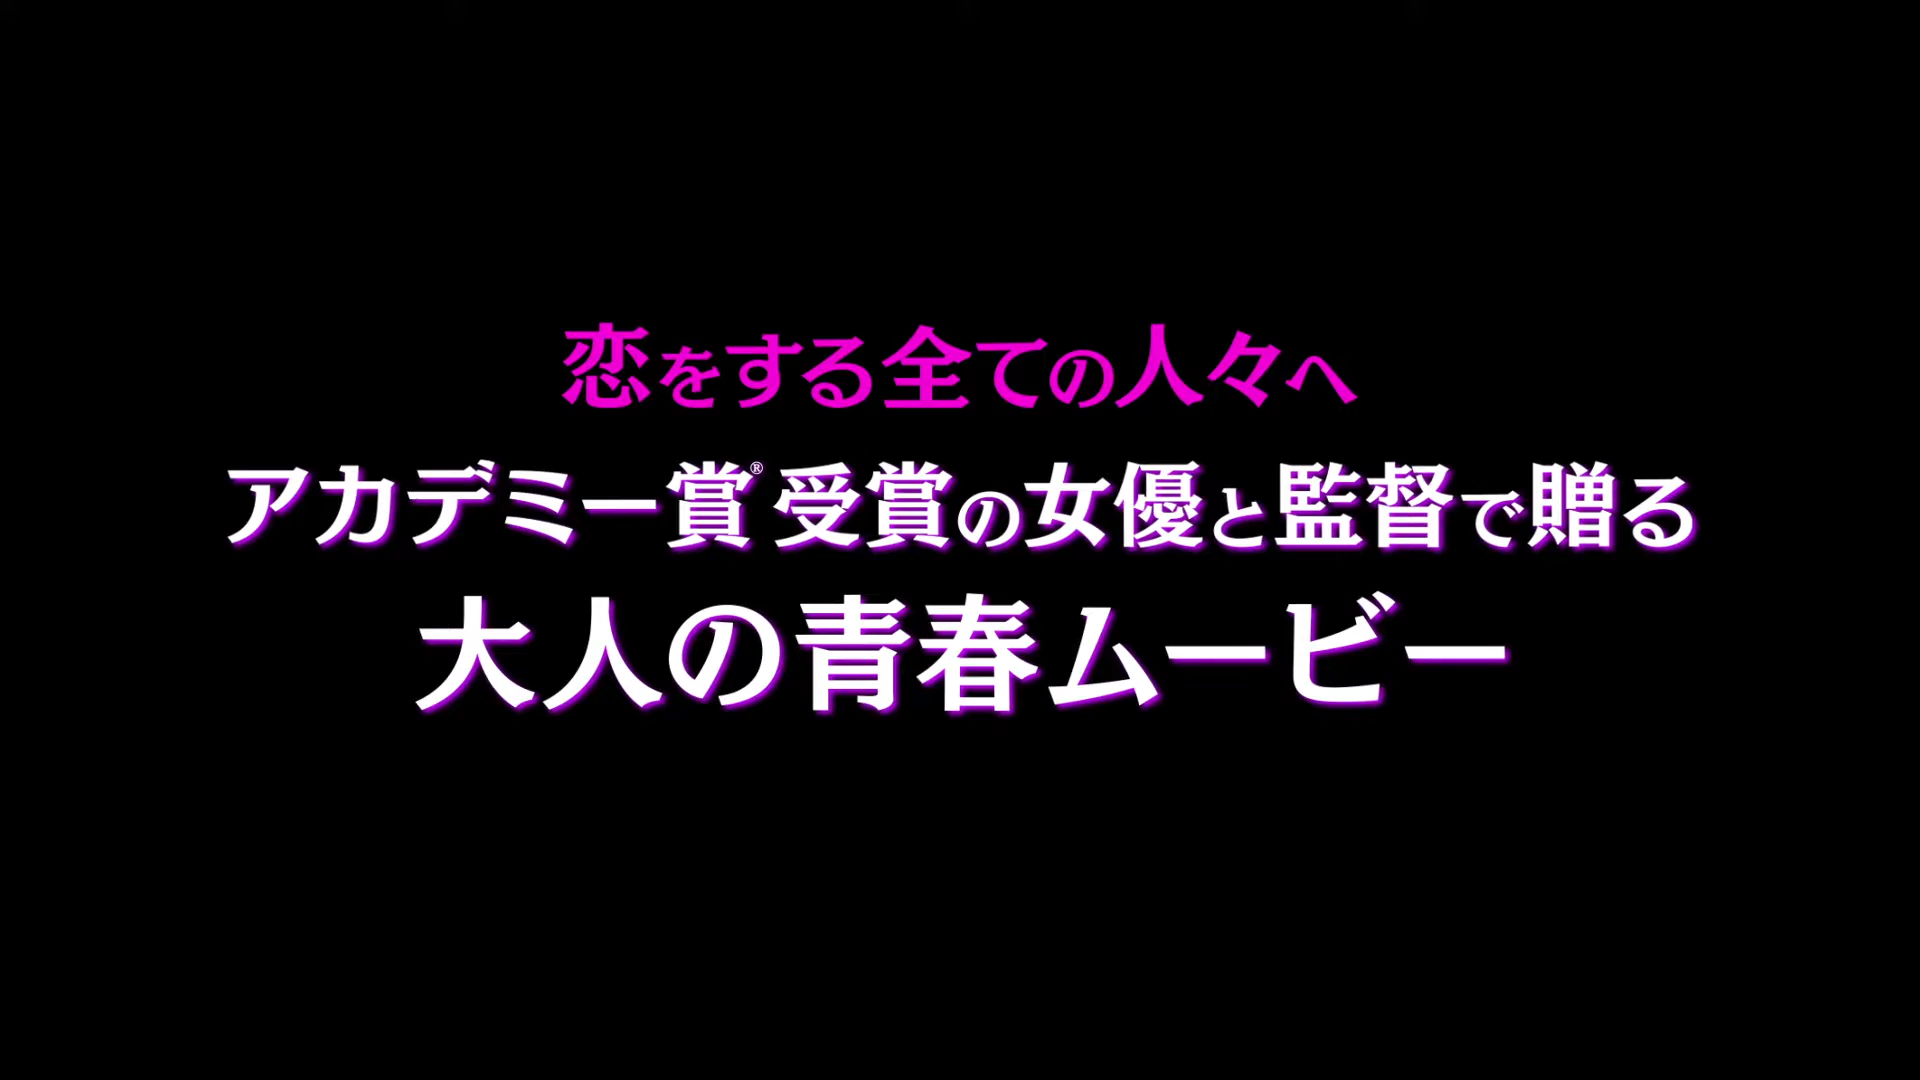 恋をする全ての人々へ
アカデミー賞®受賞の女優と監督で贈る
大人の青春ムービー